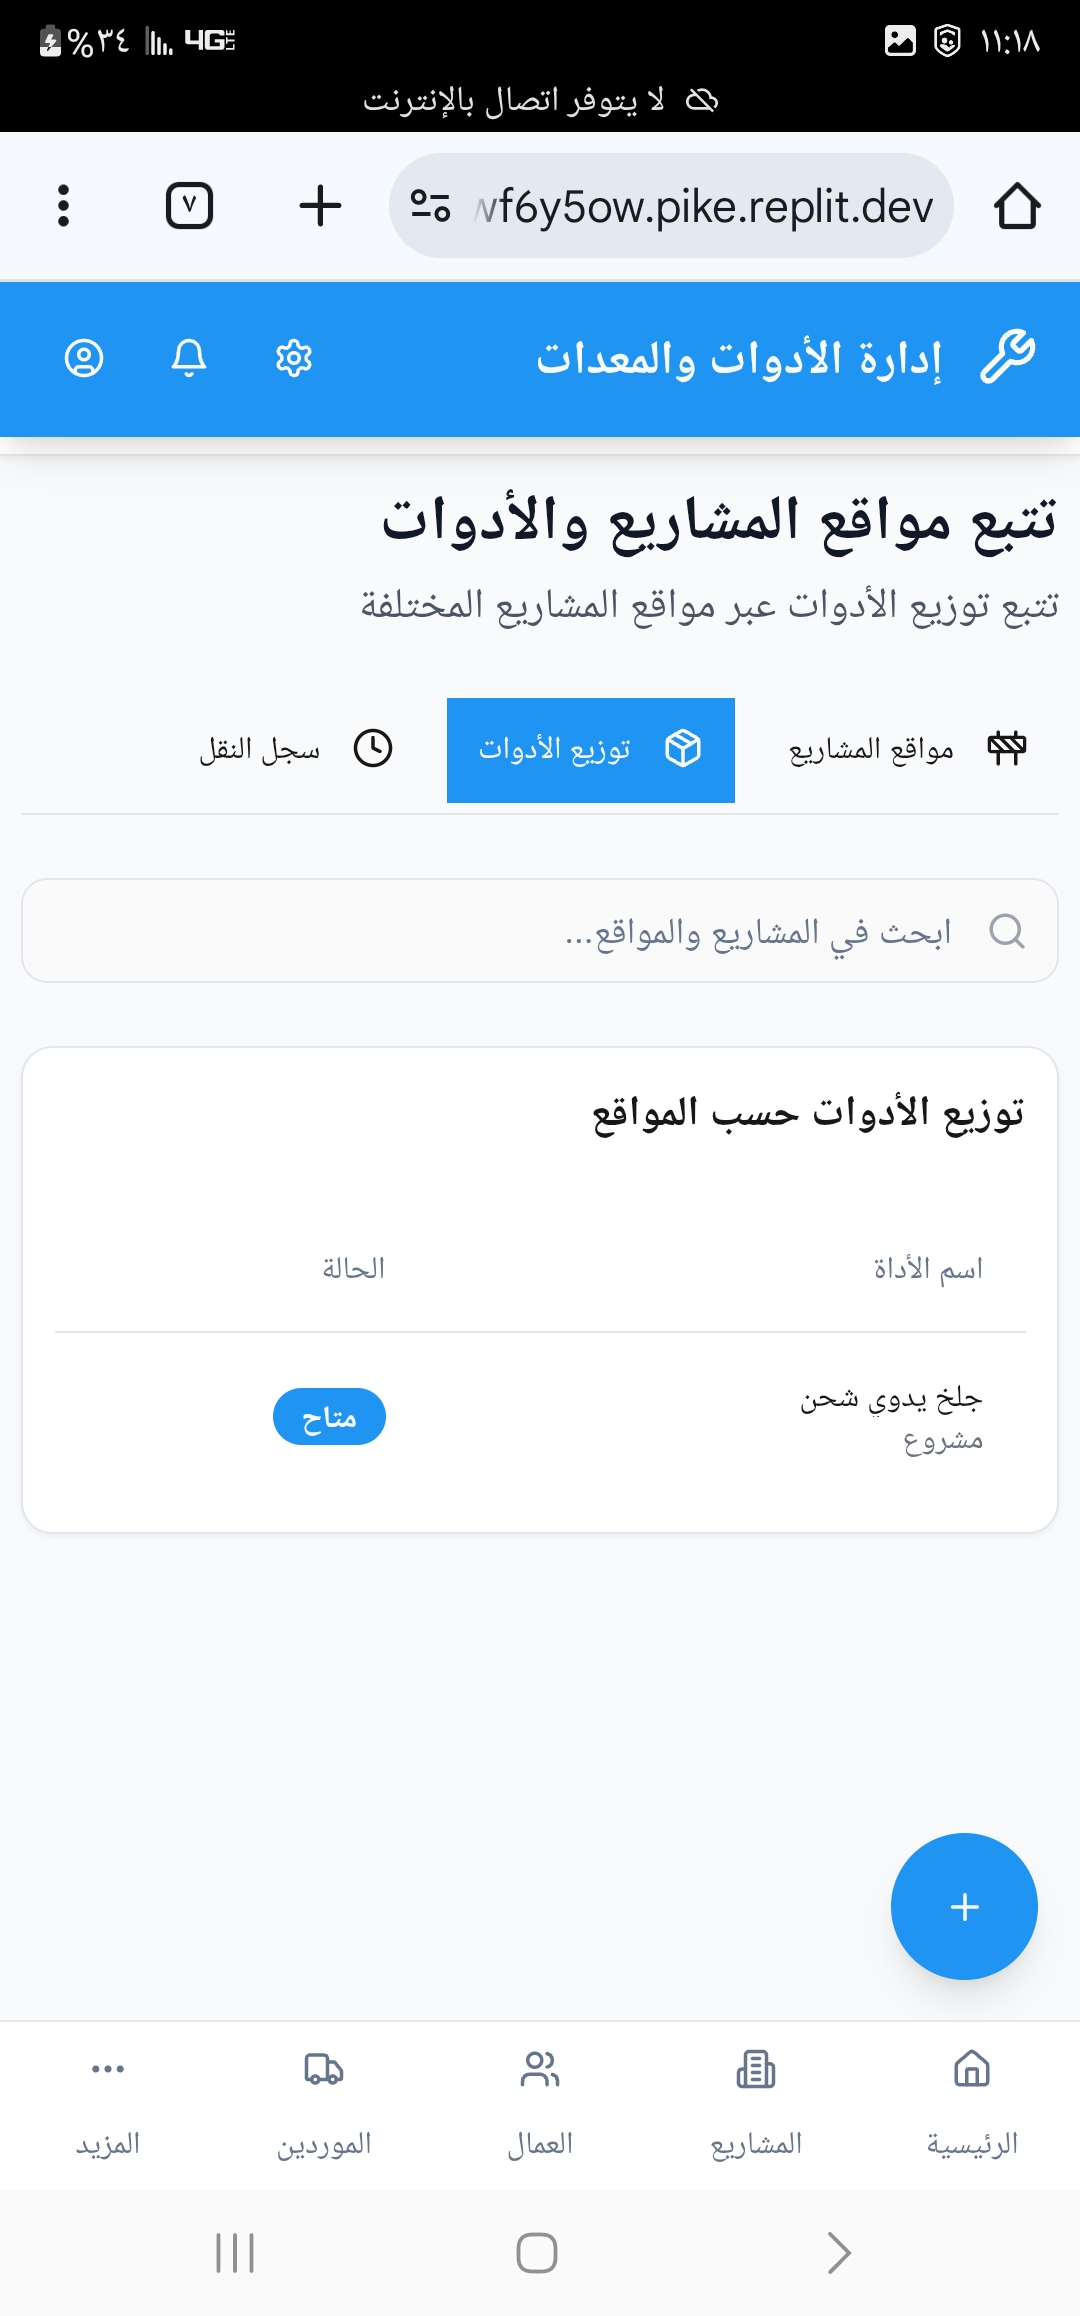 ١١:١٨
4G LTE ٣٤%
لا يتوفر اتصال بالإنترنت
wf6y5ow.pike.replit.dev
٧
إدارة الأدوات والمعدات
تتبع مواقع المشاريع والأدوات
تتبع توزيع الأدوات عبر مواقع المشاريع المختلفة
مواقع المشاريع
توزيع الأدوات
سجل النقل
ابحث في المشاريع والمواقع...
توزيع الأدوات حسب المواقع
اسم الأداة
الحالة
جلخ يدوي شحن
متاح
مشروع
الرئيسية
المشاريع
العمال
الموردين
المزيد